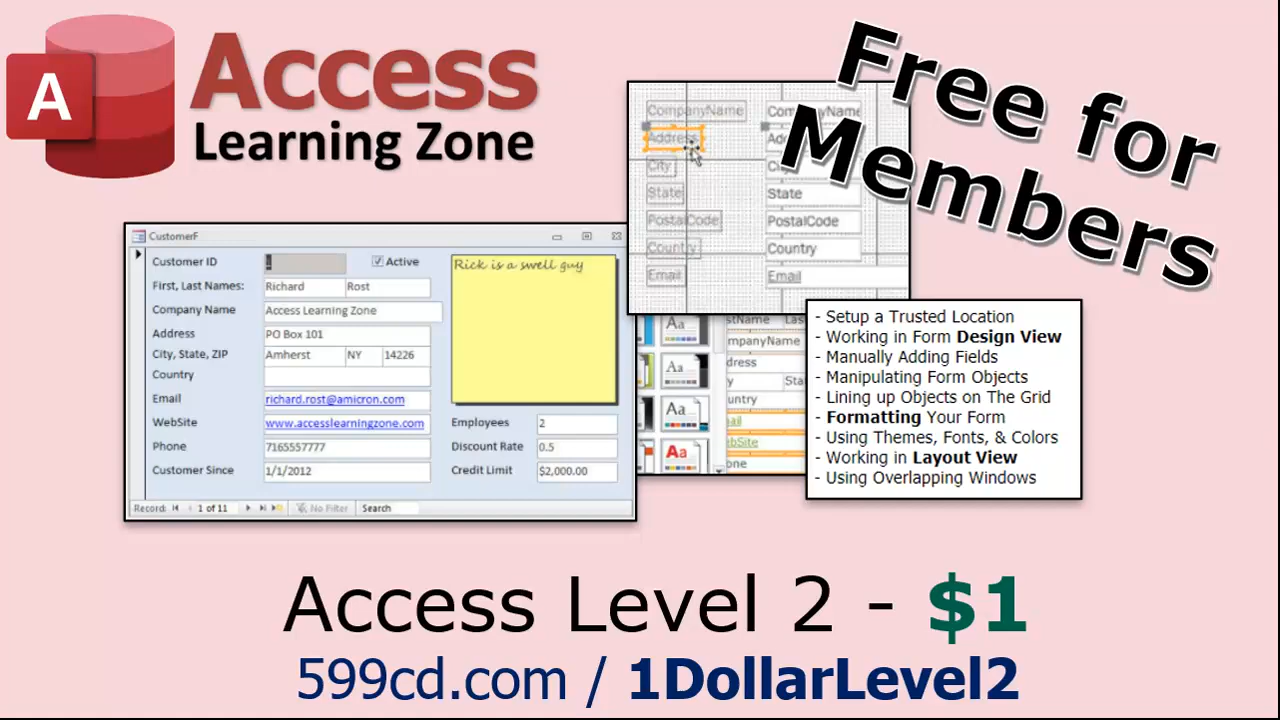 A
Access
Learning Zone
Free for
Members
CompanyName CompanyName
Address
City
State State
PostalCode PostalCode
Country Country
Email Email
CustomerF
Customer ID Active
First, Last Names: Richard Rost
Company Name Access Learning Zone
Address PO Box 101
City, State, ZIP Amherst NY 14226
Country
Email richard.rost@amicron.com
WebSite www.accesslearningzone.com
Phone 7165557777
Customer Since 1/1/2012
Rick is a swell guy
Employees 2
Discount Rate 0.5
Credit Limit $2,000.00
Record: 1 of 11 No Filter Search
Aa
Aa
Aa
Aa
- Setup a Trusted Location
- Working in Form Design View
- Manually Adding Fields
- Manipulating Form Objects
- Lining up Objects on The Grid
- Formatting Your Form
- Using Themes, Fonts, & Colors
- Working in Layout View
- Using Overlapping Windows
Access Level 2 - $1
599cd.com / 1DollarLevel2